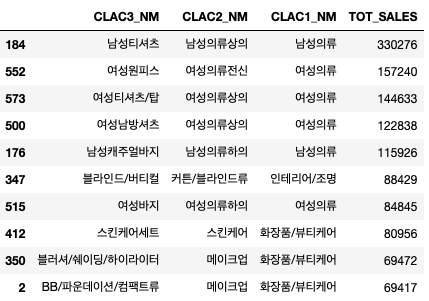 CLAC3_NM CLAC2_NM CLAC1_NM TOT_SALES
184 남성티셔츠 남성의류상의 남성의류 330276
552 여성원피스 여성의류전신 여성의류 157240
573 여성티셔츠/탑 여성의류상의 여성의류 144633
500 여성남방셔츠 여성의류상의 여성의류 122838
176 남성캐주얼바지 남성의류하의 남성의류 115926
347 블라인드/버티컬 커튼/블라인드류 인테리어/조명 88429
515 여성바지 여성의류하의 여성의류 84845
412 스킨케어세트 스킨케어 화장품/뷰티케어 80956
350 블러셔/쉐이딩/하이라이터 메이크업 화장품/뷰티케어 69472
2 BB/파운데이션/컴팩트류 메이크업 화장품/뷰티케어 69417